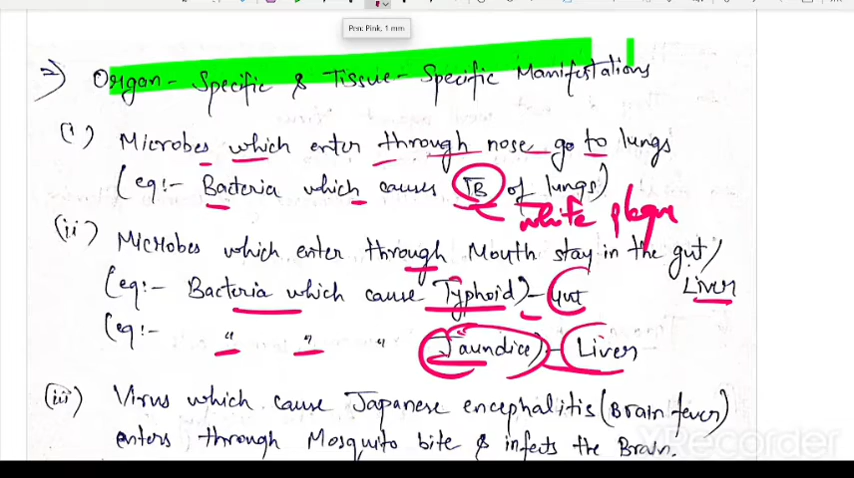 Pen: Pink, 1 mm
=> Organ - Specific & Tissue - Specific Manifestations
(i) Microbes which enter through nose go to lungs
(eg:- Bacteria which causes TB of lungs)
white plague
(ii) Microbes which enter through Mouth stay in the gut/
Liver
(eg:- Bacteria which cause Typhoid) - gut
(eg:- " " " Jaundice) - Liver
(iii) Virus which cause Japanese encephalitis (Brain fever)
enters through Mosquito bite & infects the Brain.
XRecorder